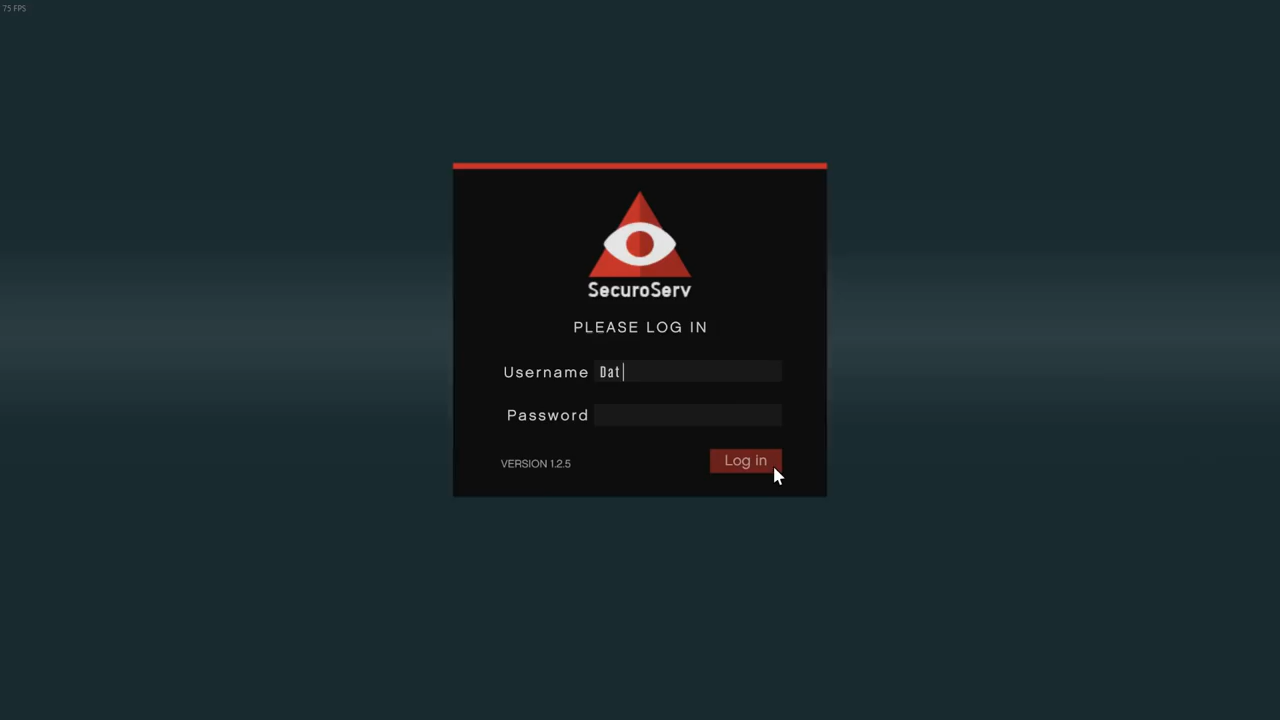 75 FPS
SecuroServ
PLEASE LOG IN
Username Dat
Password
VERSION 1.2.5 Log in